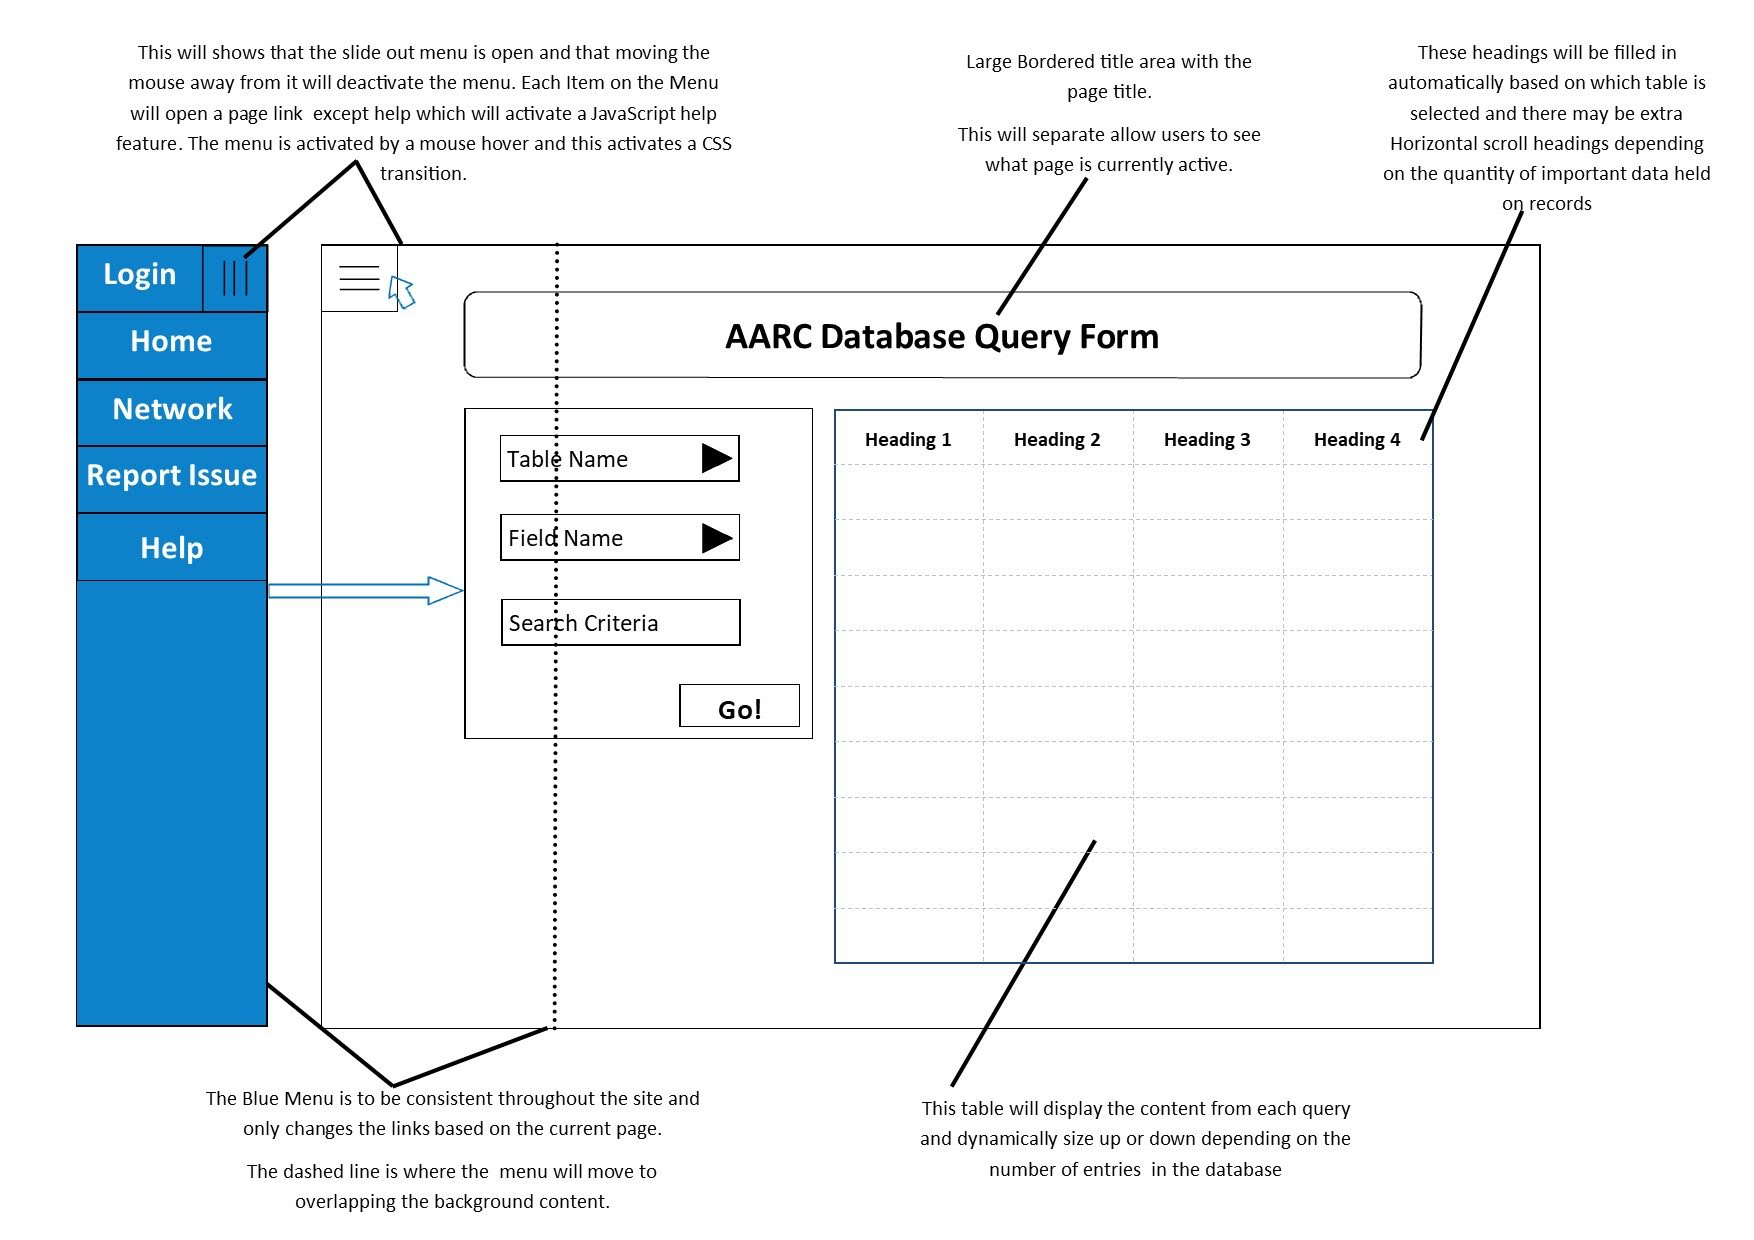 This will shows that the slide out menu is open and that moving the
mouse away from it will deactivate the menu. Each Item on the Menu
will open a page link  except help which will activate a JavaScript help
feature. The menu is activated by a mouse hover and this activates a CSS
transition.
Large Bordered title area with the
page title.
This will separate allow users to see
what page is currently active.
These headings will be filled in
automatically based on which table is
selected and there may be extra
Horizontal scroll headings depending
on the quantity of important data held
on records
Login
Home
Network
Report Issue
Help
AARC Database Query Form
Table Name
Field Name
Search Criteria
Go!
Heading 1 Heading 2 Heading 3 Heading 4
The Blue Menu is to be consistent throughout the site and
only changes the links based on the current page.
The dashed line is where the  menu will move to
overlapping the background content.
This table will display the content from each query
and dynamically size up or down depending on the
number of entries  in the database